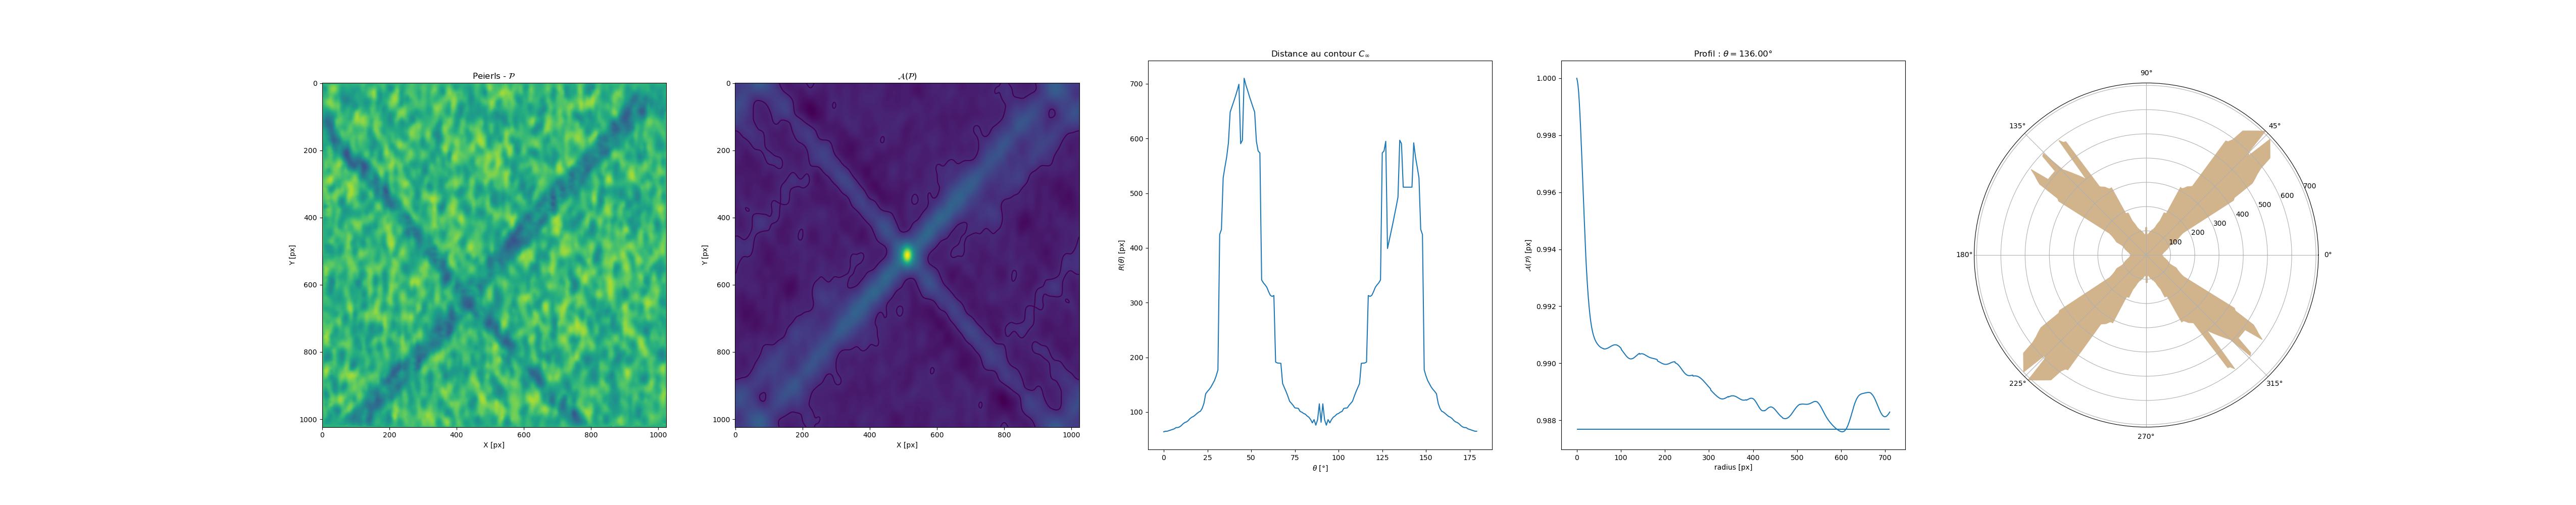 Peierls - 𝒫
0
200
400
600
800
1000
Y [px]
0 200 400 600 800 1000
X [px]
𝒜(𝒫)
0
200
400
600
800
1000
Y [px]
0 200 400 600 800 1000
X [px]
Distance au contour C∞
700
600
500
400
300
200
100
R(θ) [px]
0 25 50 75 100 125 150 175
θ [°]
Profil : θ = 136.00°
1.000
0.998
0.996
0.994
0.992
0.990
0.988
𝒜(𝒫) [px]
0 100 200 300 400 500 600 700
radius [px]
90°
135° 45°
700
600
500
400
300
200
100
180° 0°
225° 315°
270°